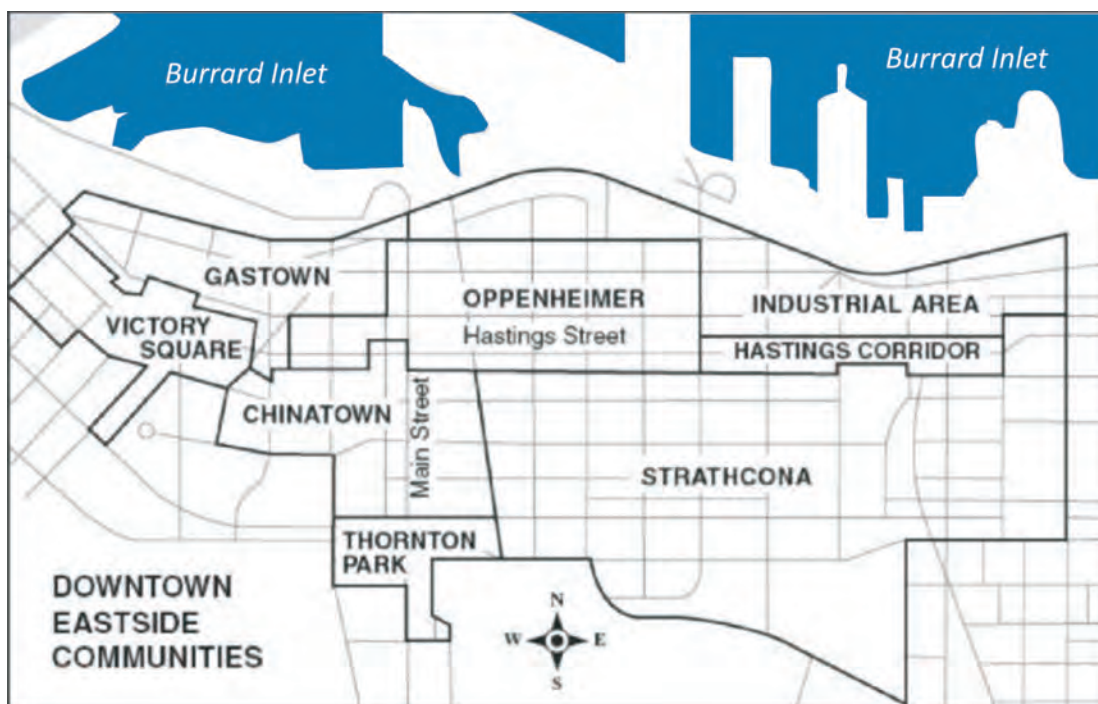 Burrard Inlet
Burrard Inlet
GASTOWN
OPPENHEIMER
Hastings Street
INDUSTRIAL AREA
VICTORY
SQUARE
HASTINGS CORRIDOR
CHINATOWN
Main Street
STRATHCONA
THORNTON
PARK
DOWNTOWN
EASTSIDE
COMMUNITIES
N
W
E
S